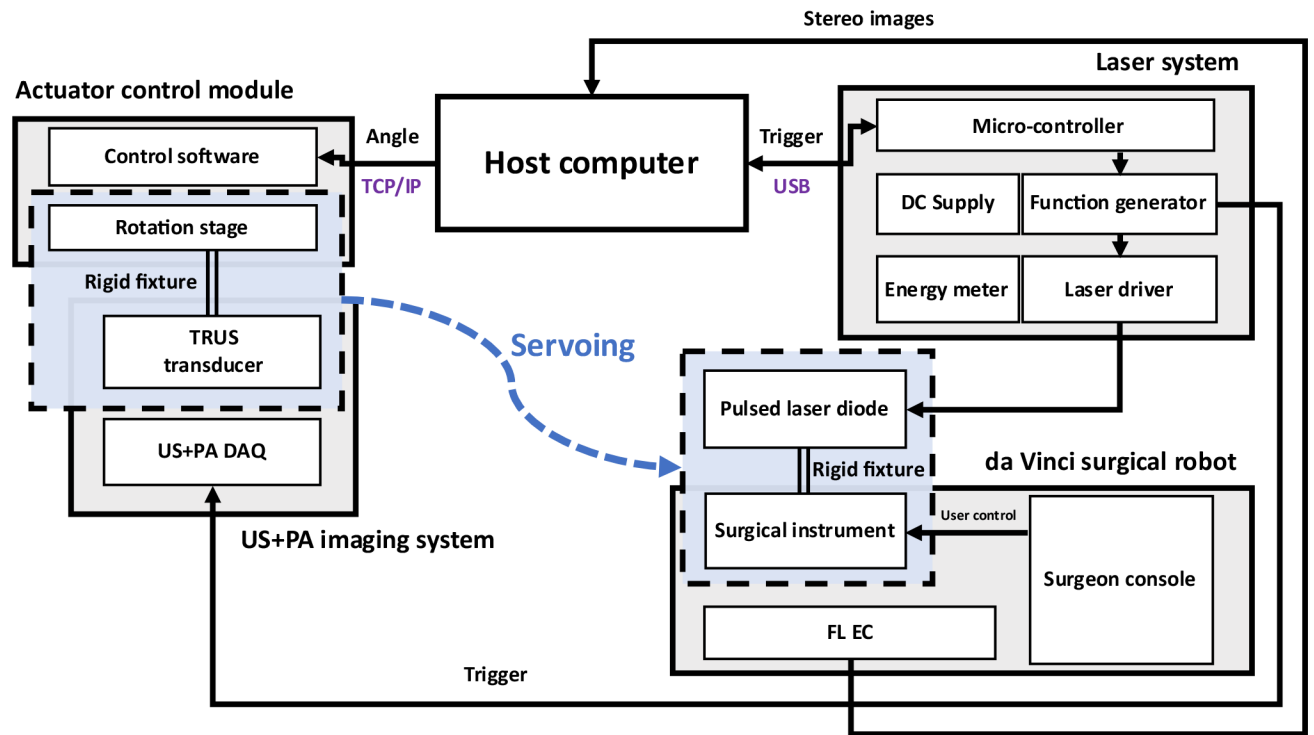 Stereo images
Laser system
Actuator control module
Micro-controller
Angle
Trigger
Host computer
Control software
TCP/IP
USB
DC Supply
Function generator
Rotation stage
Rigid fixture
Energy meter
Laser driver
TRUS
transducer
Servoing
Pulsed laser diode
US+PA DAQ
Rigid fixture
da Vinci surgical robot
User control
Surgical instrument
US+PA imaging system
Surgeon console
FL EC
Trigger